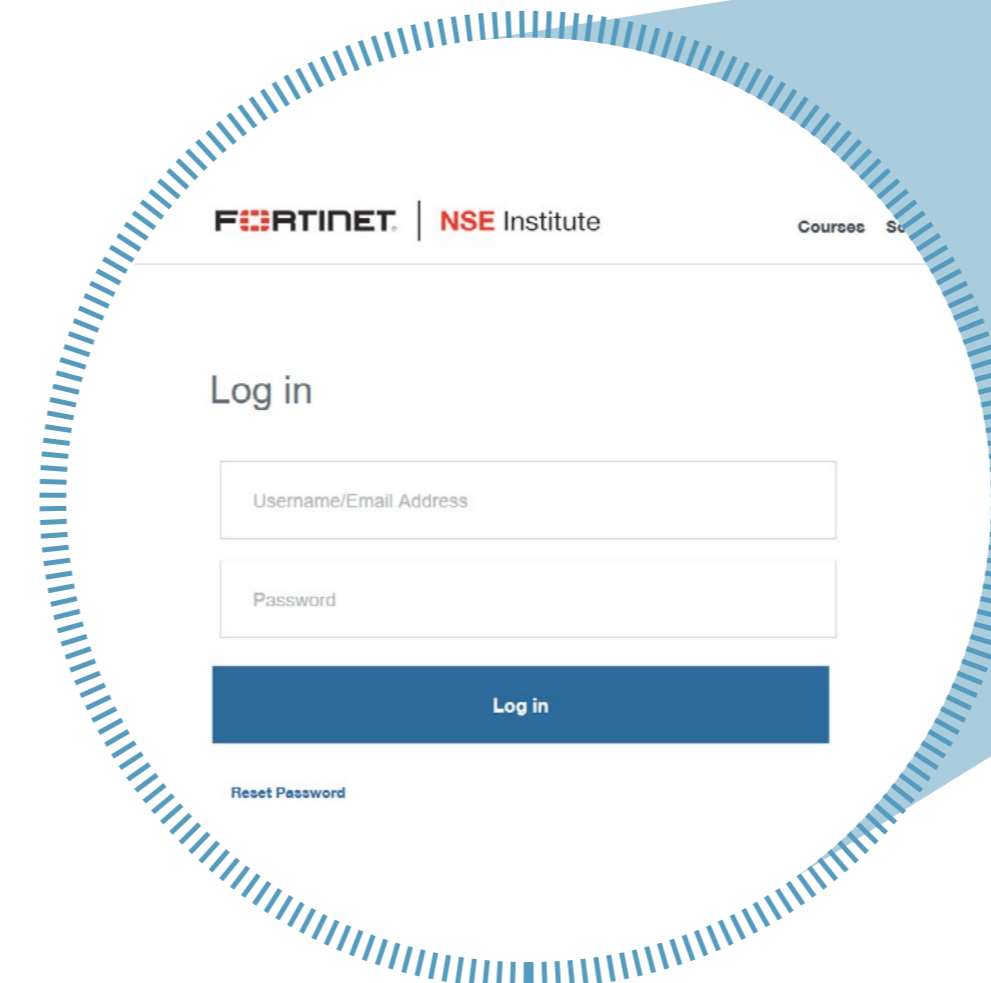 FORTINET. NSE Institute
Courses
Log in
Username/Email Address
Password
Log in
Reset Password